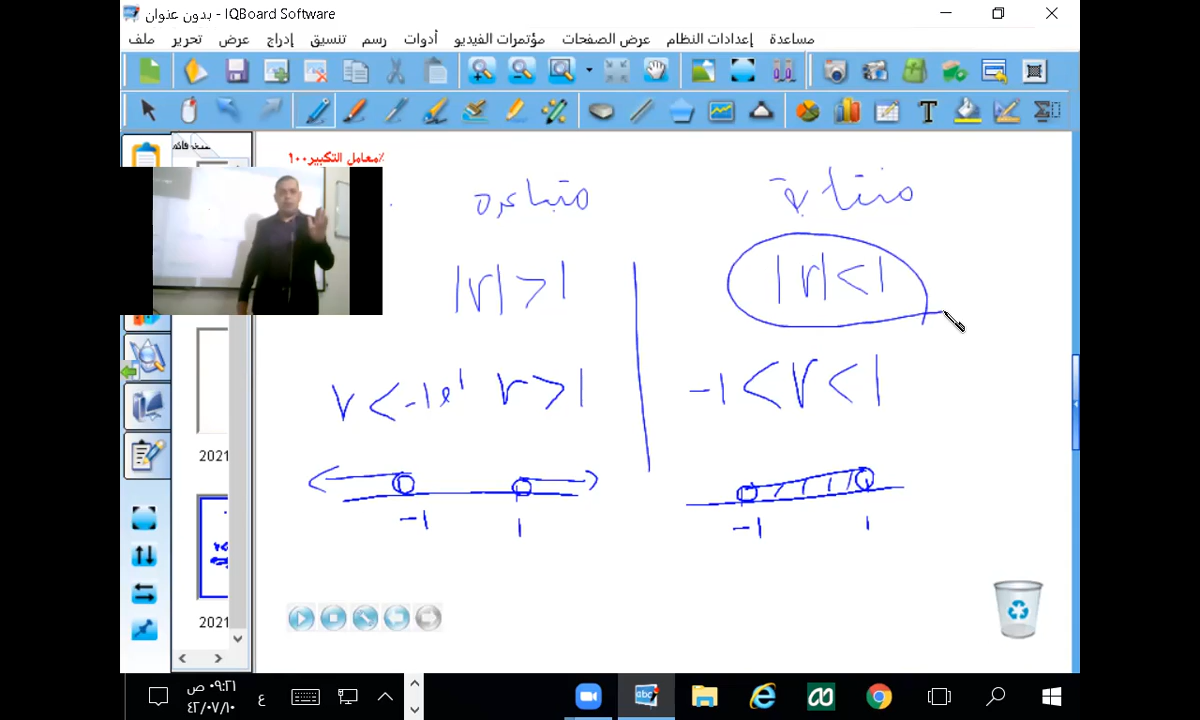 بدون عنوان - IQBoard Software
ملف تحرير عرض إدراج تنسيق رسم أدوات مؤتمرات الفيديو عرض الصفحات إعدادات النظام مساعدة
٪معامل التكبير١٠٠
متباعدة
|r| > 1
r < -1 أو r > 1
-1 1
متقاربة
|r| < 1
-1 < r < 1
-1 1
2021
2021
ع
٠٩:٢١ ص
٤٢/٠٧/١٠